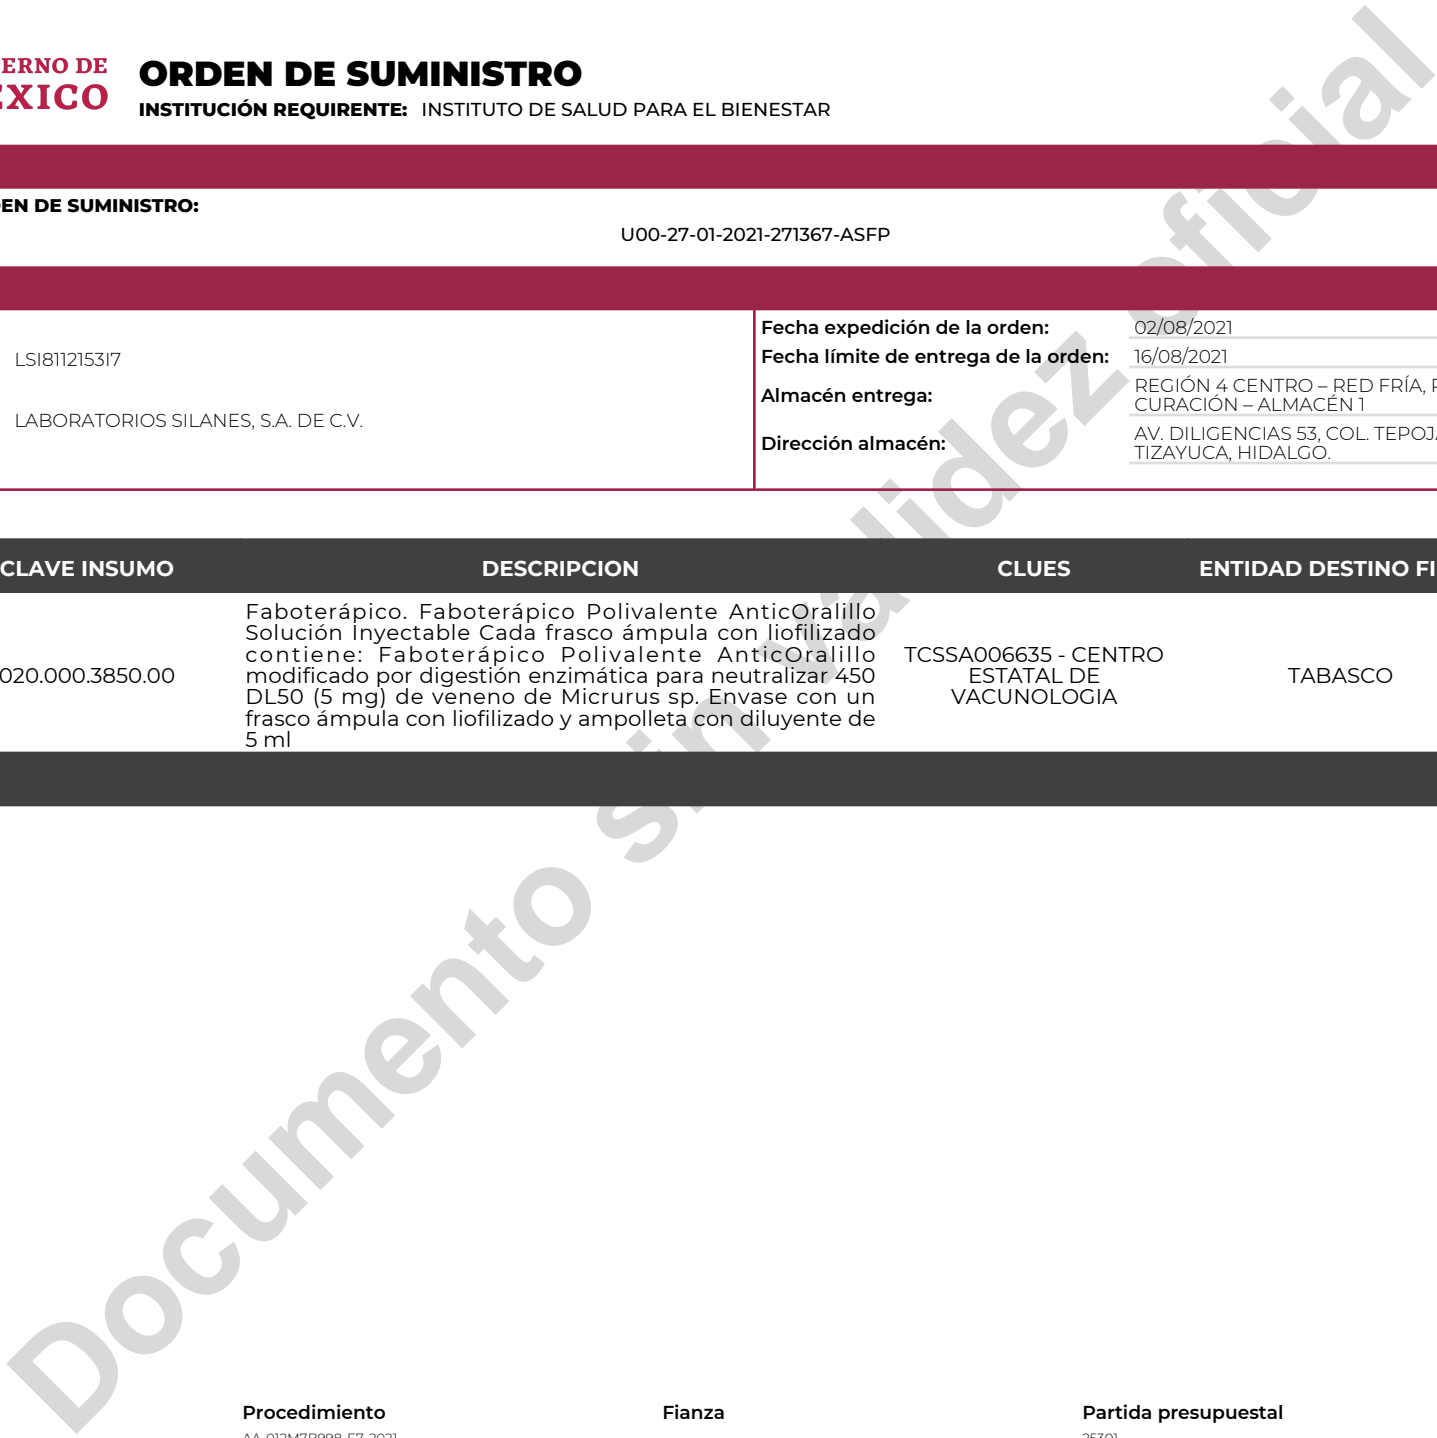 ERNO DE
ORDEN DE SUMINISTRO
INSTITUCIÓN REQUIRENTE: INSTITUTO DE SALUD PARA EL BIENESTAR
EN DE SUMINISTRO:
U00-27-01-2021-271367-ASFP
LSI8112153I7
LABORATORIOS SILANES, S.A. DE C.V.
Fecha expedición de la orden: 02/08/2021
Fecha límite de entrega de la orden: 16/08/2021
Almacén entrega: REGIÓN 4 CENTRO – RED FRÍA,
CURACIÓN – ALMACÉN 1
Dirección almacén: AV. DILIGENCIAS 53, COL. TEPOJ
TIZAYUCA, HIDALGO.
CLAVE INSUMO DESCRIPCION CLUES ENTIDAD DESTINO FI
Faboterápico. Faboterápico Polivalente AnticOralillo
Solución Inyectable Cada frasco ámpula con liofilizado
contiene: Faboterápico Polivalente AnticOralillo
modificado por digestión enzimática para neutralizar 450
DL50 (5 mg) de veneno de Micrurus sp. Envase con un
frasco ámpula con liofilizado y ampolleta con diluyente de
5 ml
020.000.3850.00
TCSSA006635 - CENTRO
ESTATAL DE
VACUNOLOGIA
TABASCO
Documento sin validez oficial
Procedimiento Fianza Partida presupuestal